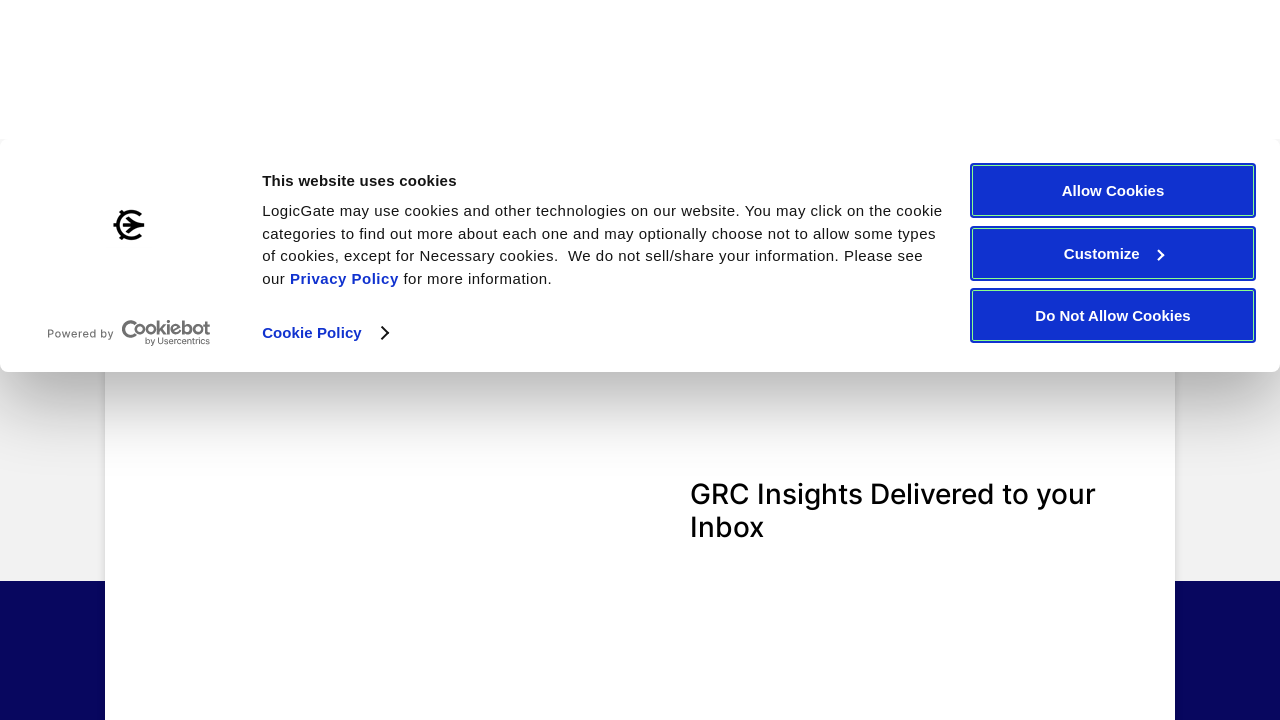 This website uses cookies
LogicGate may use cookies and other technologies on our website. You may click on the cookie
categories to find out more about each one and may optionally choose not to allow some types
of cookies, except for Necessary cookies.  We do not sell/share your information. Please see
our Privacy Policy for more information.
Cookie Policy
Powered by Cookiebot
by Usercentrics
Allow Cookies
Customize
Do Not Allow Cookies
GRC Insights Delivered to your
Inbox